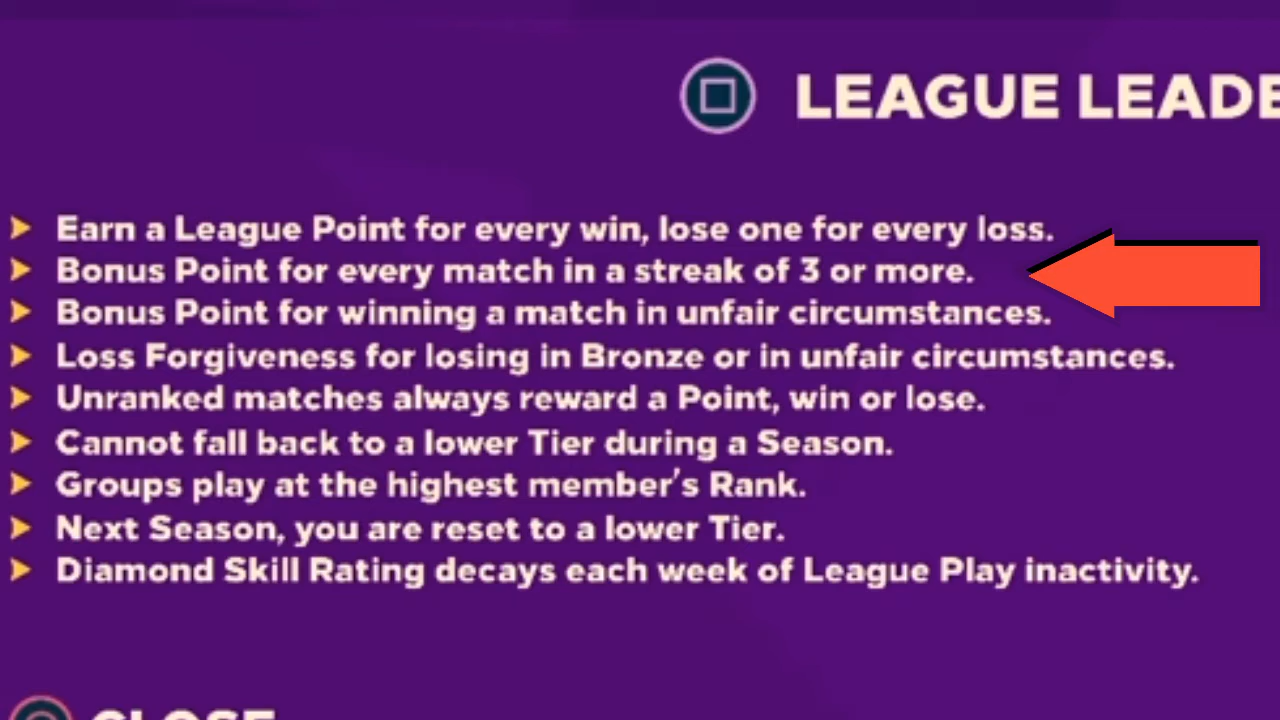 LEAGUE LEADE
Earn a League Point for every win, lose one for every loss.
Bonus Point for every match in a streak of 3 or more.
Bonus Point for winning a match in unfair circumstances.
Loss Forgiveness for losing in Bronze or in unfair circumstances.
Unranked matches always reward a Point, win or lose.
Cannot fall back to a lower Tier during a Season.
Groups play at the highest member's Rank.
Next Season, you are reset to a lower Tier.
Diamond Skill Rating decays each week of League Play inactivity.
CLOSE